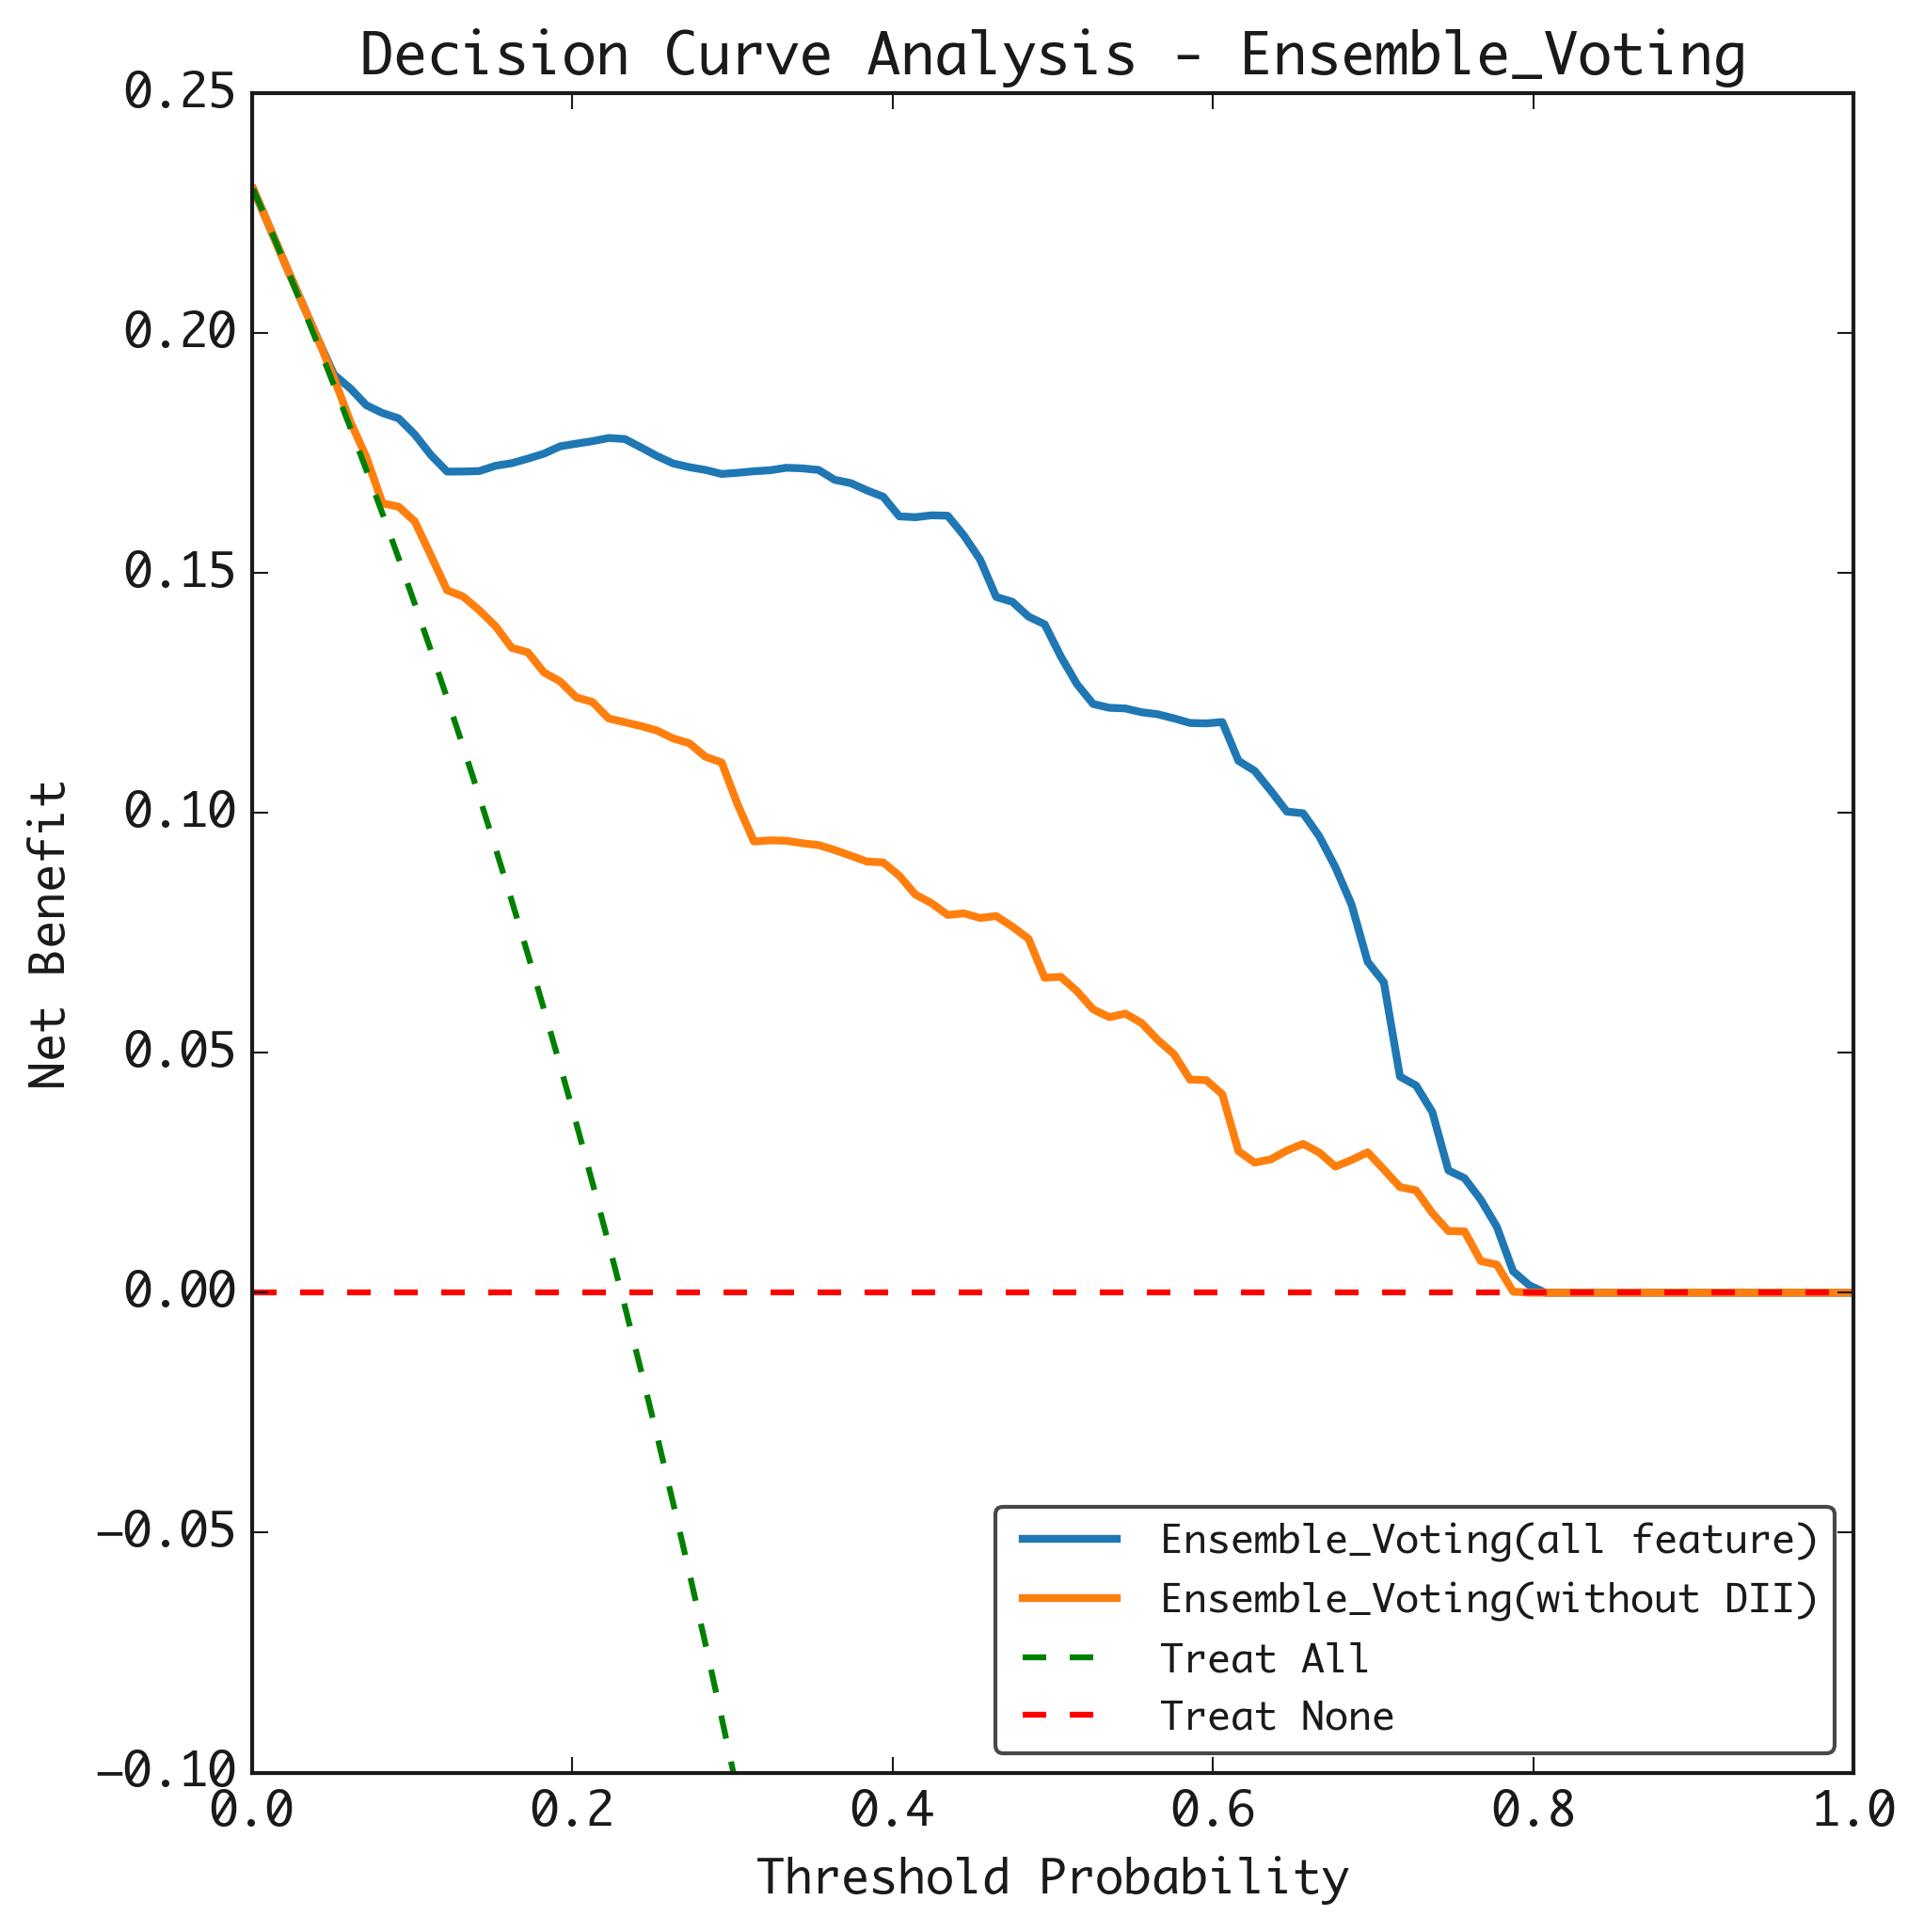 Decision Curve Analysis - Ensemble_Voting
0.25
0.20
0.15
0.10
0.05
0.00
−0.05
−0.10
Net Benefit
0.0 0.2 0.4 0.6 0.8 1.0
Threshold Probability
Ensemble_Voting(all feature)
Ensemble_Voting(without DII)
Treat All
Treat None